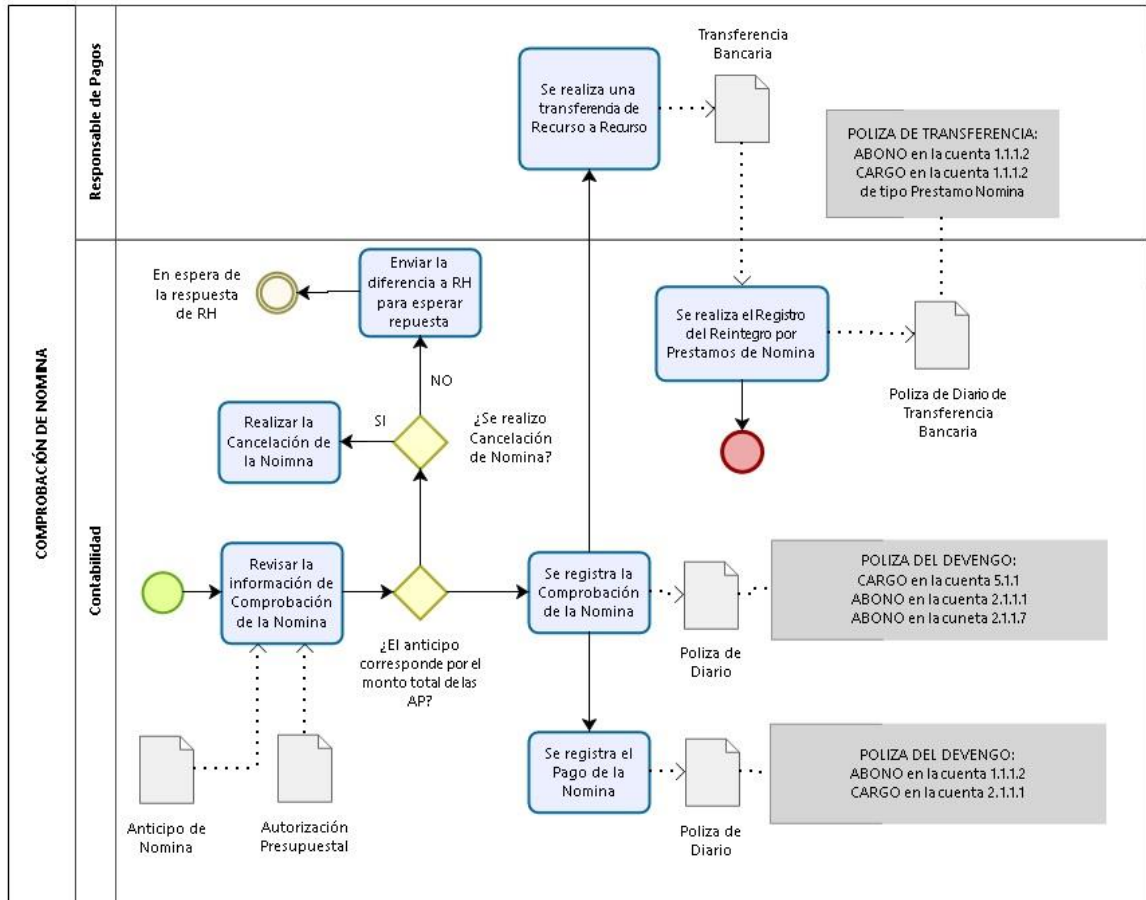 COMPROBACIÓN DE NOMINA
Responsable de Pagos
Se realiza una
transferencia de
Recurso a Recurso
Transferencia
Bancaria
POLIZA DE TRANSFERENCIA:
ABONO en la cuenta 1.1.1.2
CARGO en la cuenta 1.1.1.2
de tipo Prestamo Nomina
Contabilidad
En espera de
la respuesta
de RH
Enviar la
diferencia a RH
para esperar
repuesta
Se realiza el Registro
del Reintegro por
Prestamos de Nomina
Poliza de Diario de
Transferencia
Bancaria
NO
Realizar la
Cancelación de
la Noimna
SI
¿Se realizo
Cancelación
de Nomina?
Revisar la
información de
Comprobación
de la Nomina
¿El anticipo
corresponde por el
monto total de las
AP?
Se registra la
Comprobación
de la Nomina
Poliza de
Diario
POLIZA DEL DEVENGO:
CARGO en la cuenta 5.1.1
ABONO en la cuenta 2.1.1.1
ABONO en la cuneta 2.1.1.7
Anticipo de
Nomina
Autorización
Presupuestal
Se registra el
Pago de la
Nomina
Poliza de
Diario
POLIZA DEL DEVENGO:
ABONO en la cuenta 1.1.1.2
CARGO en la cuenta 2.1.1.1